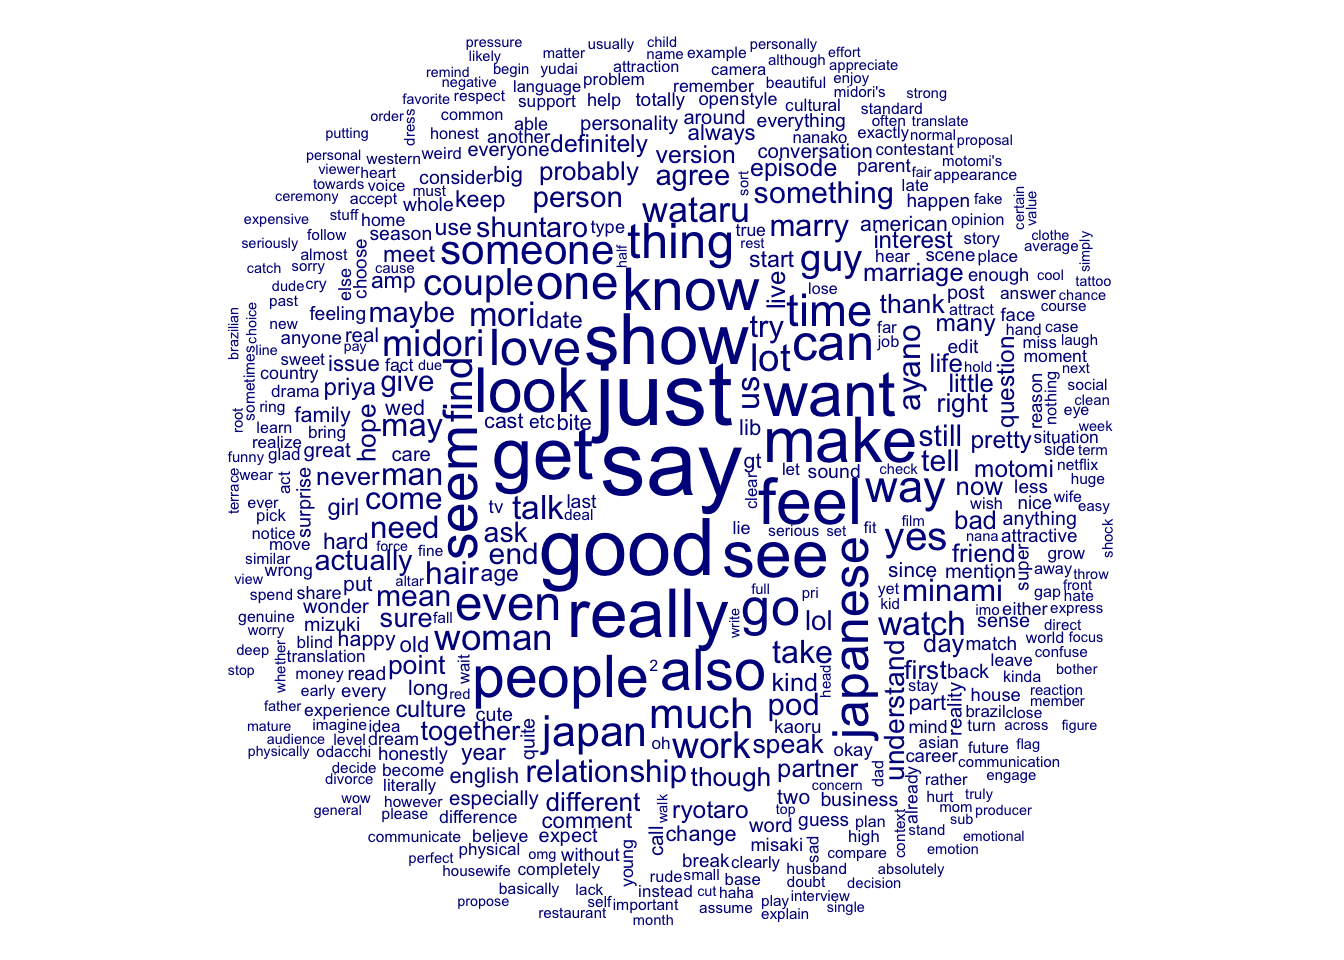 pressure usually child
likely matter name example personally effort
remind begin yudai attraction camera although appreciate
negative language problem remember beautiful enjoy midori's strong
favorite respect support help totally open style cultural standard
order dress common able personality around everything often translate
putting honest another definitely always nanako exactly normal proposal
personal western weird everyone version conversation contestant
viewer heart consider big probably agree episode parent fair motomi's appearance
towards voice must sort
ceremony accept whole keep person something late happen fake certain value
stuff home wataru american
expensive follow season use shuntaro type thing true marry interest opinion story clothe
seriously almost meet someone half rest start guy hear scene place average simply
catch sorry else choose cause amp couple one know live marriage enough cool tattoo
dude cry past feeling maybe mori date time lose thank post answer chance
brazilian new choice anyone real show try far attract many face course
line pay midori love can job hand case
sometimes sweet issue fact due lot ayano edit miss laugh
country drama priya give look just us want life hold question moment next
root ring family wed seem find little reason nothing social clean
learn bring hope may cast etc bite lib make right eye week
realize glad great care get say still pretty situation side term
funny wear act never man gt let sound check tell motomi netflix
terrace surprise girl come clear feel way now less huge
ever pick need tv talk last deal wish nice wife easy
notice move hard force ask lie serious set fit film yes bad anything shock
similar wrong actually fine end good see nana attractive
view share put altar hair age since friend super grow away throw
spend mean full pri yet minami mention gap front hate
genuine wonder sure fall even really write go lol kid imo either express
worry mizuki watch sense direct
deep blind happy old woman day match world focus confuse
stop whether translation point wait people 2 also take head japanese understand first back leave kinda bother
money read red kind stay
early every long much pod part reality house reaction
father experience culture cute japan kaoru mind brazil close member
mature imagine idea together quite work speak turn across figure
audience level dream oh okay asian future flag
physically odacchi honestly year relationship though partner dad career communication
decide become english concern rather engage
divorce literally especially different walk two business already hurt truly
wow however ryotaro top mom producer
general please difference comment call change word guess plan context stand sub
communicate believe expect misaki sad high emotional
perfect physical omg without young break clearly compare emotion
housewife completely rude small husband absolutely
basically lack instead cut base haha doubt decision
propose self important play interview
restaurant month assume explain single